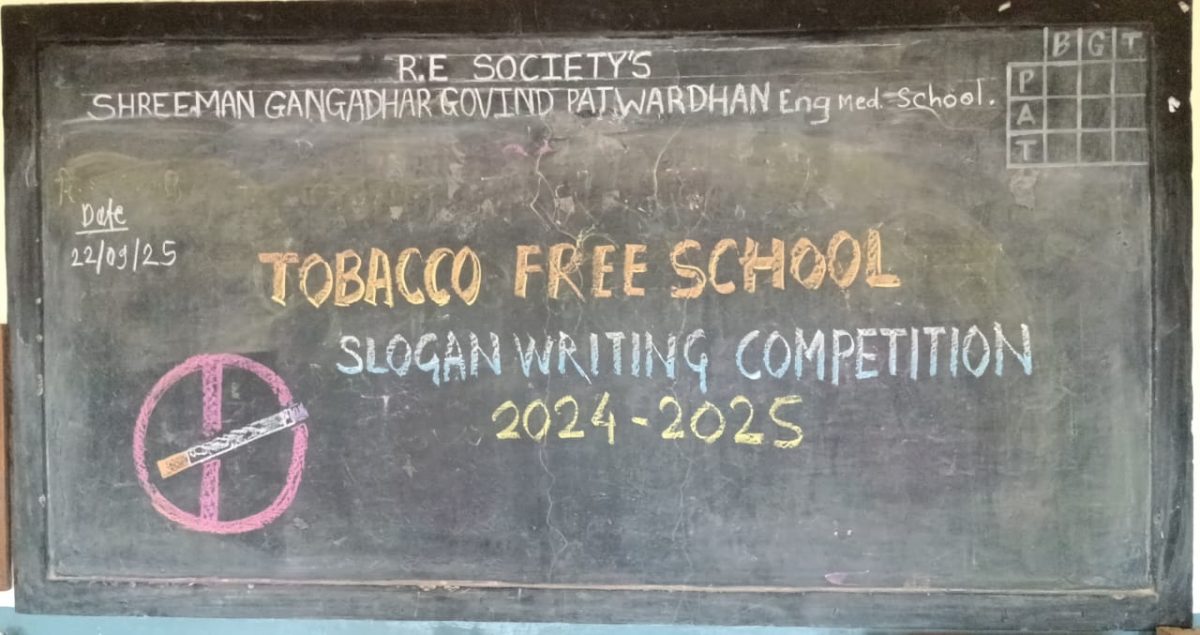 R.E SOCIETY'S
SHREEMAN GANGADHAR GOVIND PATWARDHAN Eng Med. School.
B G T
P
A
T
Date
22/09/25
TOBACCO FREE SCHOOL
SLOGAN WRITING COMPETITION
2024-2025